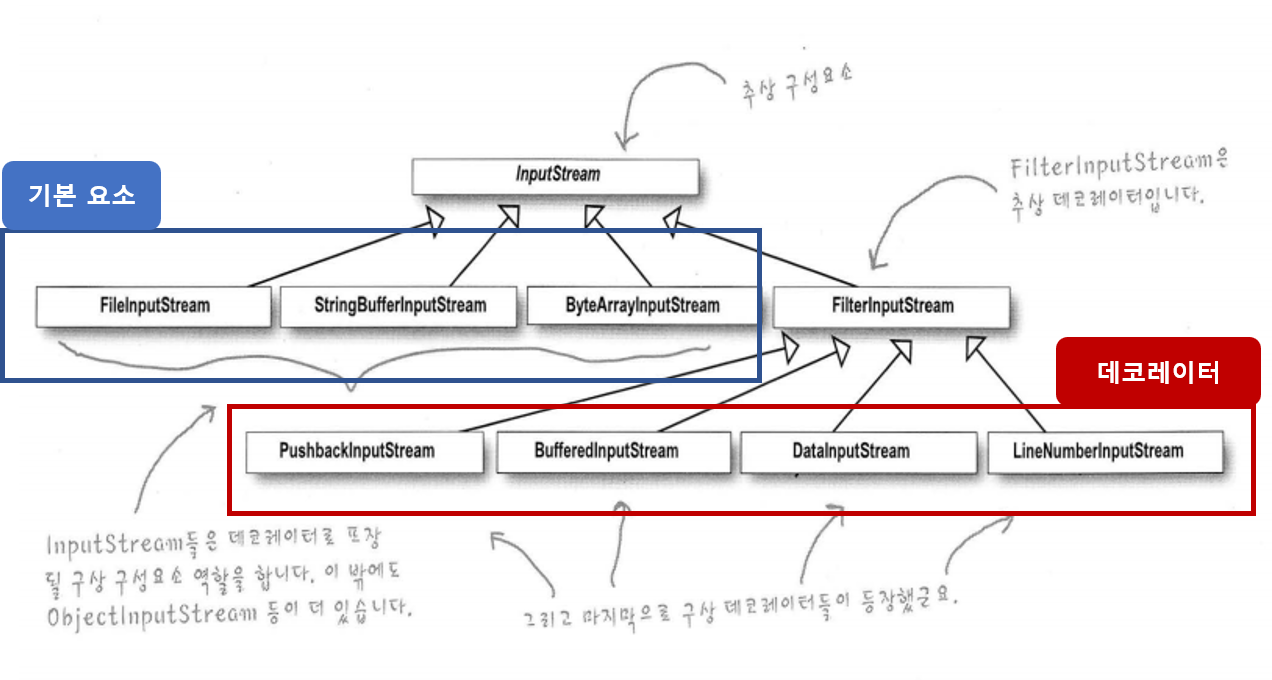 추상 구성요소
InputStream
FilterInputStream은
추상 데코레이터입니다.
기본 요소
FileInputStream
StringBufferInputStream
ByteArrayInputStream
FilterInputStream
데코레이터
PushbackInputStream
BufferedInputStream
DataInputStream
LineNumberInputStream
InputStream들은 데코레이터로 포장
될 구상 구성요소 역할을 합니다. 이 밖에도
ObjectInputStream 등이 더 있습니다.
그리고 마지막으로 구상 데코레이터들이 등장했군요.